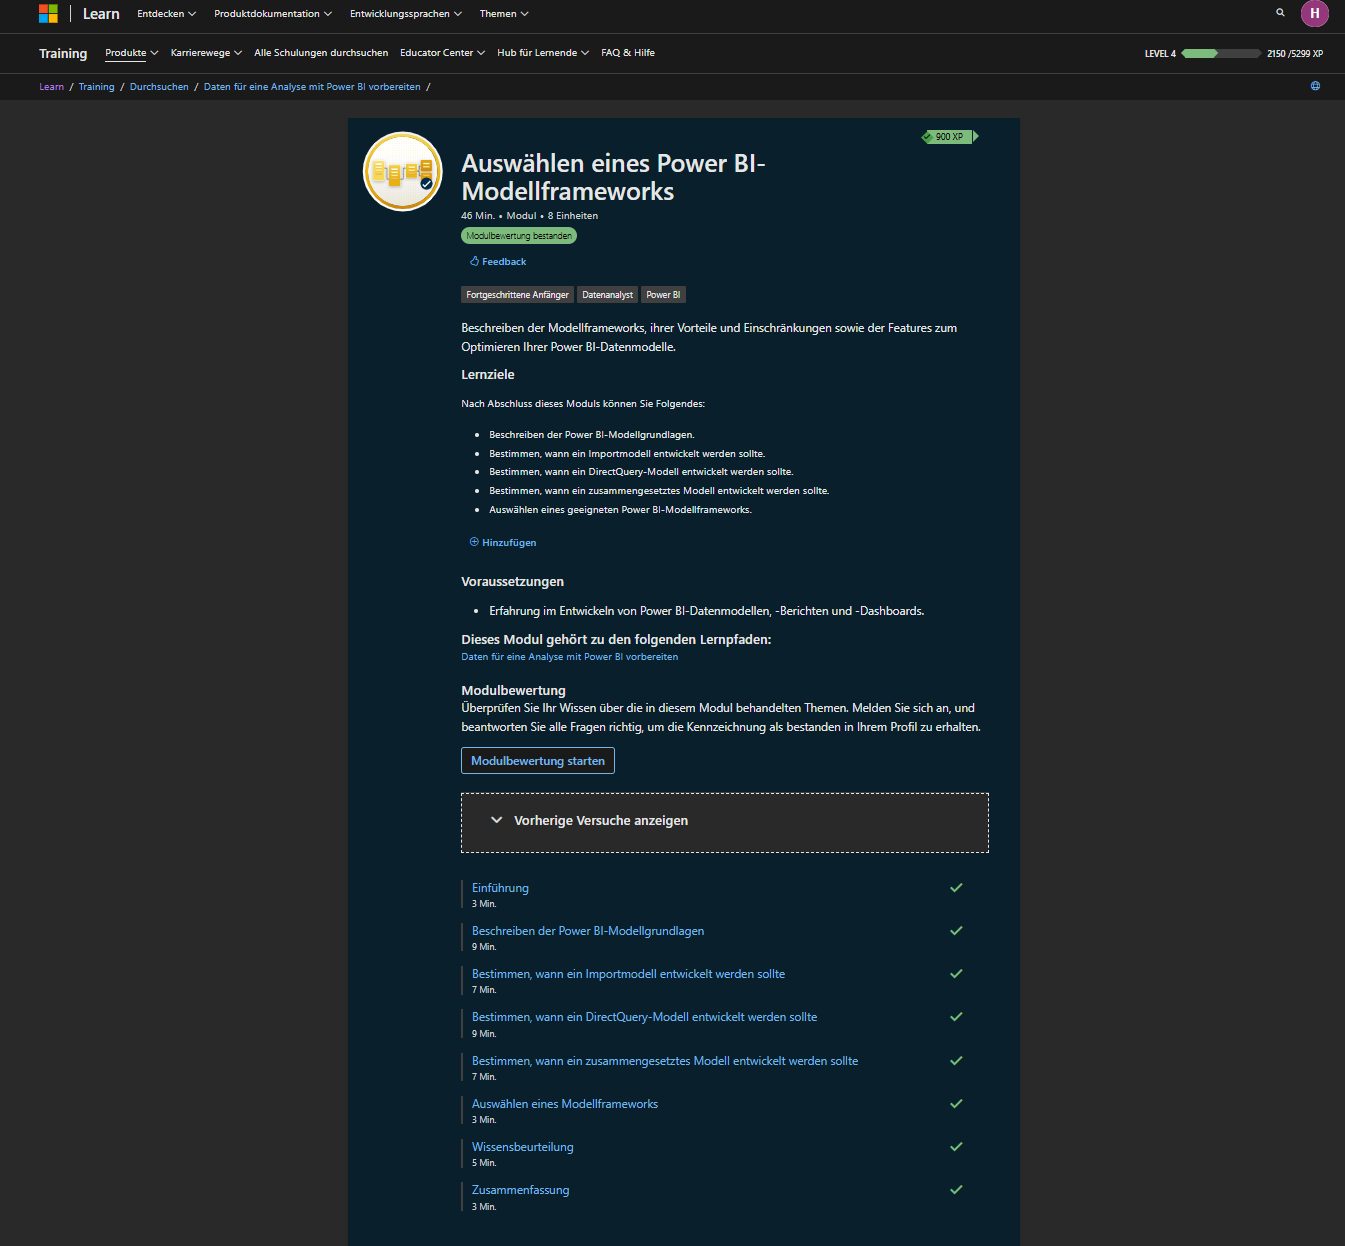 Learn
Entdecken
Produktdokumentation
Entwicklungssprachen
Themen
H
Training
Produkte
Karrierewege
Alle Schulungen durchsuchen
Educator Center
Hub für Lernende
FAQ & Hilfe
LEVEL 4
2150 /5299 XP
Learn / Training / Durchsuchen / Daten für eine Analyse mit Power BI vorbereiten /
900 XP
Auswählen eines Power BI-
Modellframeworks
46 Min. • Modul • 8 Einheiten
Modulbewertung bestanden
Feedback
Fortgeschrittene Anfänger
Datenanalyst
Power BI
Beschreiben der Modellframeworks, ihrer Vorteile und Einschränkungen sowie der Features zum
Optimieren Ihrer Power BI-Datenmodelle.
Lernziele
Nach Abschluss dieses Moduls können Sie Folgendes:
• Beschreiben der Power BI-Modellgrundlagen.
• Bestimmen, wann ein Importmodell entwickelt werden sollte.
• Bestimmen, wann ein DirectQuery-Modell entwickelt werden sollte.
• Bestimmen, wann ein zusammengesetztes Modell entwickelt werden sollte.
• Auswählen eines geeigneten Power BI-Modellframeworks.
Hinzufügen
Voraussetzungen
• Erfahrung im Entwickeln von Power BI-Datenmodellen, -Berichten und -Dashboards.
Dieses Modul gehört zu den folgenden Lernpfaden:
Daten für eine Analyse mit Power BI vorbereiten
Modulbewertung
Überprüfen Sie Ihr Wissen über die in diesem Modul behandelten Themen. Melden Sie sich an, und
beantworten Sie alle Fragen richtig, um die Kennzeichnung als bestanden in Ihrem Profil zu erhalten.
Modulbewertung starten
Vorherige Versuche anzeigen
Einführung
3 Min.
Beschreiben der Power BI-Modellgrundlagen
9 Min.
Bestimmen, wann ein Importmodell entwickelt werden sollte
7 Min.
Bestimmen, wann ein DirectQuery-Modell entwickelt werden sollte
9 Min.
Bestimmen, wann ein zusammengesetztes Modell entwickelt werden sollte
7 Min.
Auswählen eines Modellframeworks
3 Min.
Wissensbeurteilung
5 Min.
Zusammenfassung
3 Min.